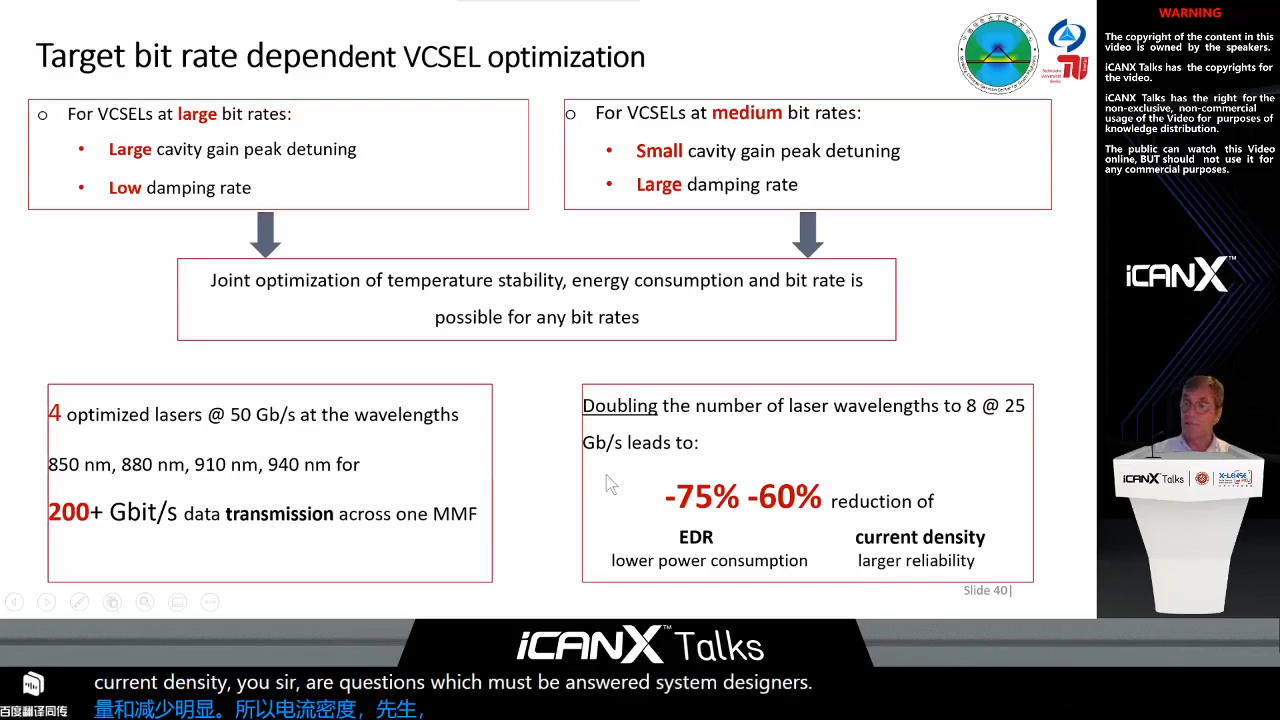 Target bit rate dependent VCSEL optimization
o For VCSELs at large bit rates:
• Large cavity gain peak detuning
• Low damping rate
o For VCSELs at medium bit rates:
• Small cavity gain peak detuning
• Large damping rate
Joint optimization of temperature stability, energy consumption and bit rate is
possible for any bit rates
4 optimized lasers @ 50 Gb/s at the wavelengths
850 nm, 880 nm, 910 nm, 940 nm for
200+ Gbit/s data transmission across one MMF
Doubling the number of laser wavelengths to 8 @ 25
Gb/s leads to:
-75% -60% reduction of
EDR current density
lower power consumption larger reliability
Slide 40|
WARNING
The copyright of the content in this
video is owned by the speakers.
iCANX Talks has the copyrights for
the video.
iCANX Talks has the right for the
non-exclusive, non-commercial
usage of the Video for purposes of
knowledge distribution.
The public can watch this Video
online, BUT should not use it for
any commercial purposes.
iCANX™
iCANX Talks
iCANX™ Talks
current density, you sir, are questions which must be answered system designers.
百度翻译同传
量和减少明显。所以电流密度，先生，